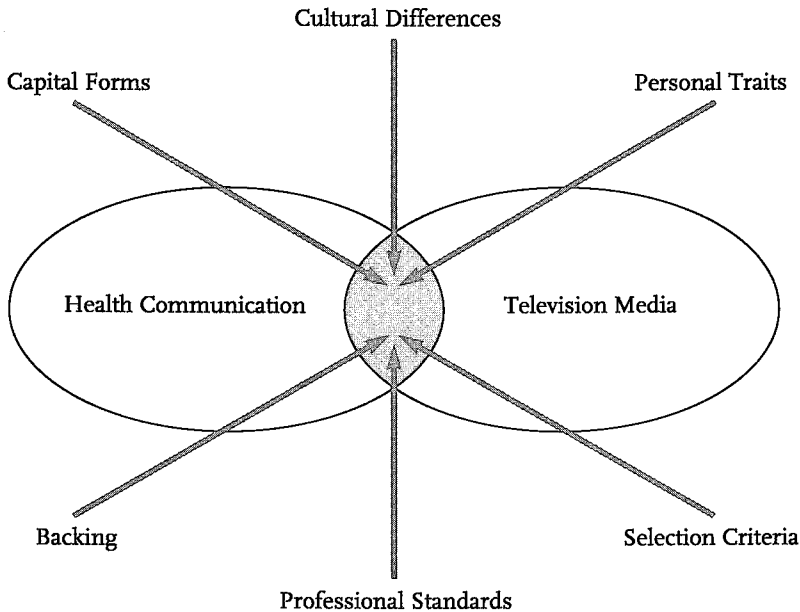 Cultural Differences
Capital Forms
Personal Traits
Health Communication
Television Media
Backing
Selection Criteria
Professional Standards